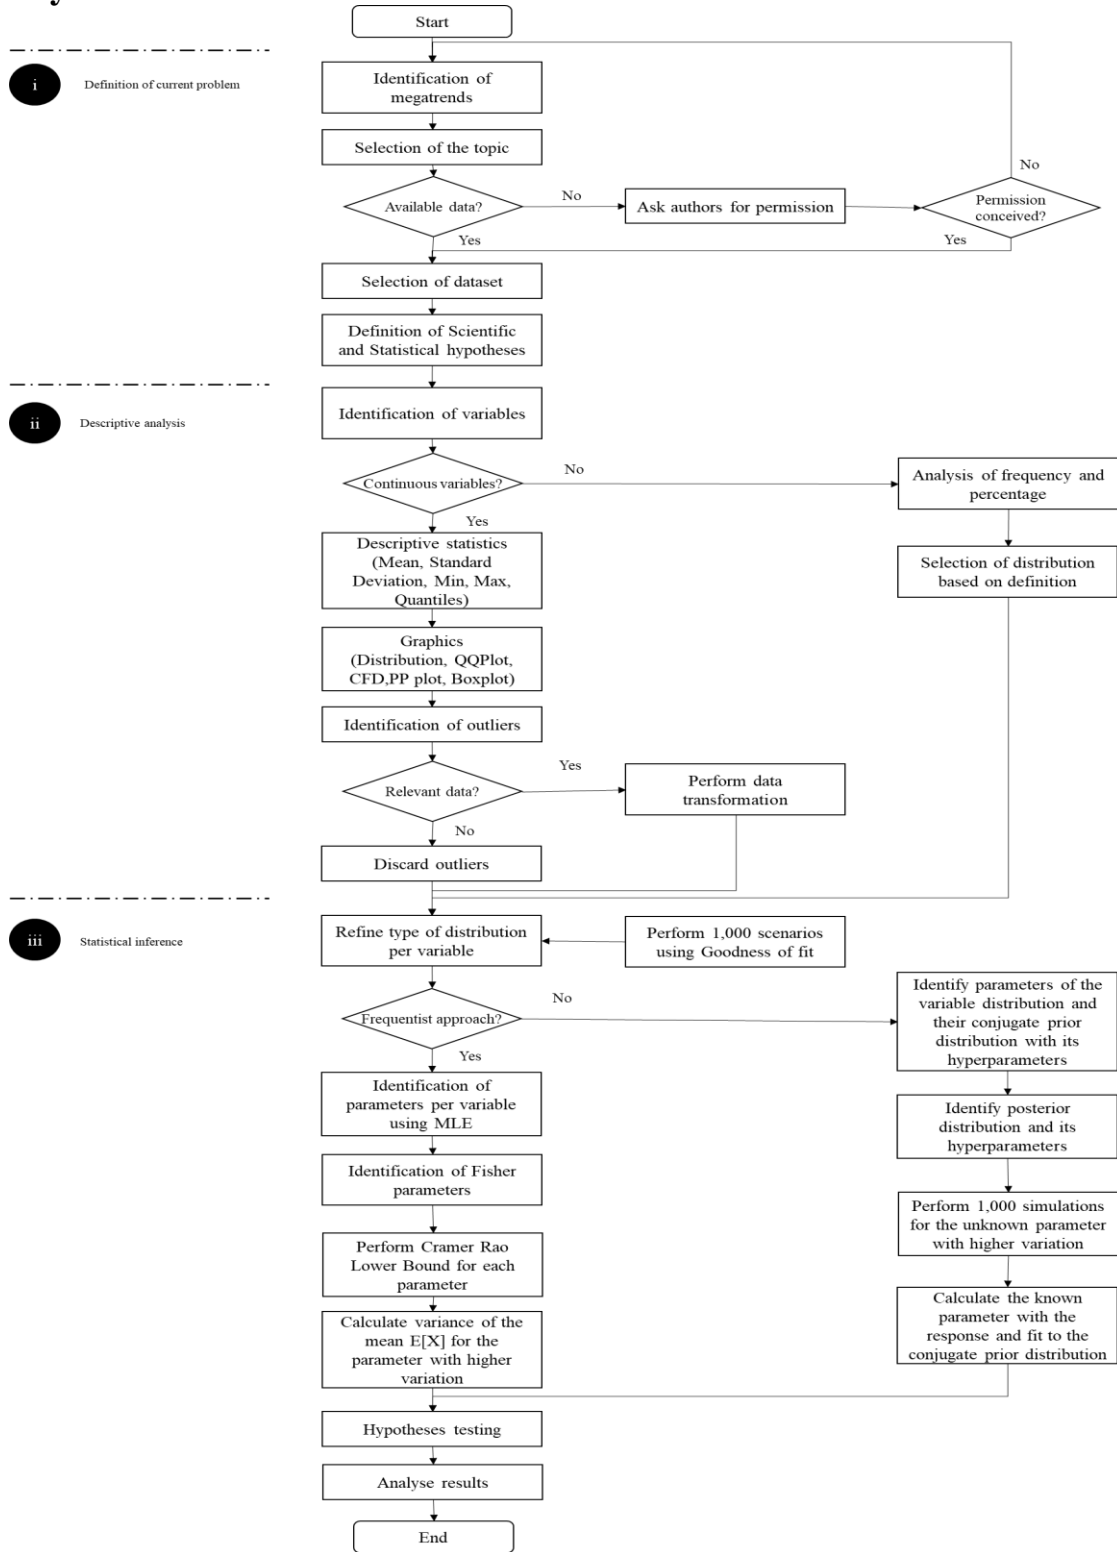 y
Start
i
Definition of current problem
Identification of
megatrends
Selection of the topic
No
Available data?
No
Ask authors for permission
Permission
conceived?
Yes
Yes
Selection of dataset
Definition of Scientific
and Statistical hypotheses
ii
Descriptive analysis
Identification of variables
Continuous variables?
No
Analysis of frequency and
percentage
Yes
Descriptive statistics
(Mean, Standard
Deviation, Min, Max,
Quantiles)
Selection of distribution
based on definition
Graphics
(Distribution, QQPlot,
CFD,PP plot, Boxplot)
Identification of outliers
Relevant data?
Yes
Perform data
transformation
No
Discard outliers
iii
Statistical inference
Refine type of distribution
per variable
Perform 1,000 scenarios
using Goodness of fit
Frequentist approach?
No
Identify parameters of the
variable distribution and
their conjugate prior
distribution with its
hyperparameters
Yes
Identification of
parameters per variable
using MLE
Identify posterior
distribution and its
hyperparameters
Identification of Fisher
parameters
Perform 1,000 simulations
for the unknown parameter
with higher variation
Perform Cramer Rao
Lower Bound for each
parameter
Calculate the known
parameter with the
response and fit to the
conjugate prior distribution
Calculate variance of the
mean E[X] for the
parameter with higher
variation
Hypotheses testing
Analyse results
End